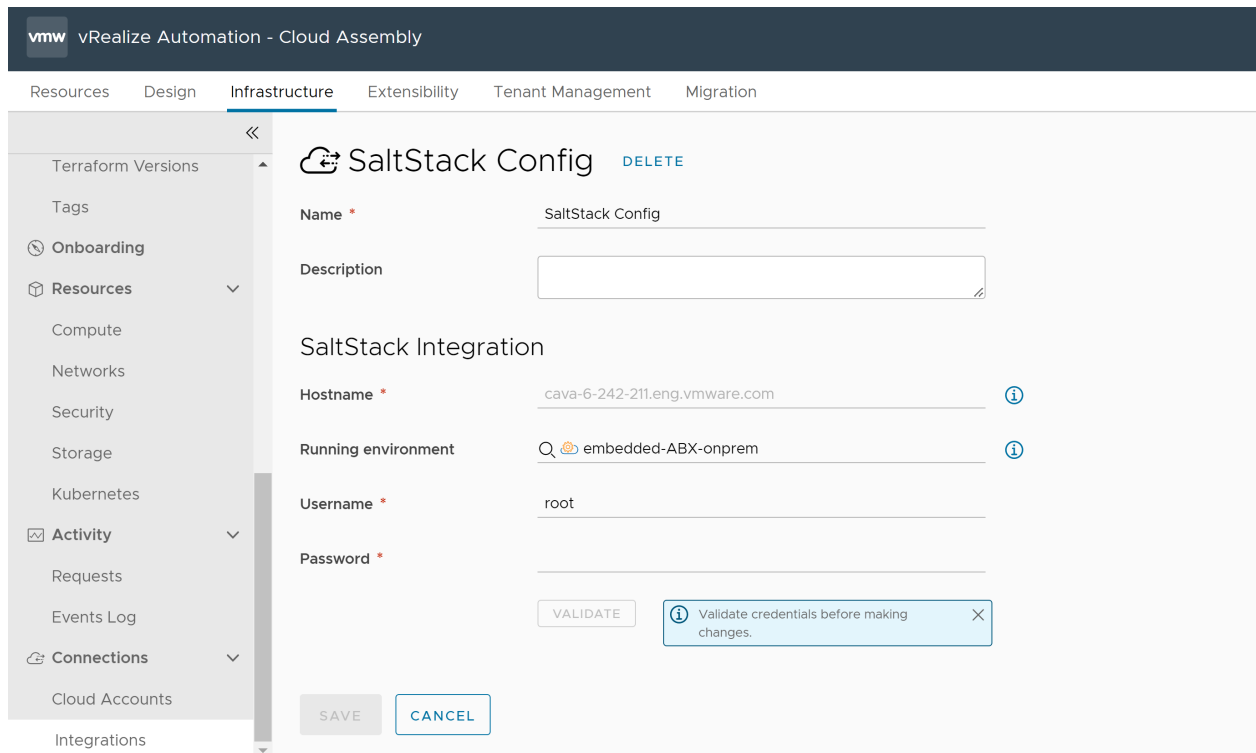 vmw vRealize Automation - Cloud Assembly
Resources Design Infrastructure Extensibility Tenant Management Migration
Terraform Versions
Tags
Onboarding
Resources
Compute
Networks
Security
Storage
Kubernetes
Activity
Requests
Events Log
Connections
Cloud Accounts
Integrations
SaltStack Config DELETE
Name * SaltStack Config
Description
SaltStack Integration
Hostname * cava-6-242-211.eng.vmware.com
Running environment embedded-ABX-onprem
Username * root
Password *
VALIDATE
Validate credentials before making
changes.
SAVE CANCEL